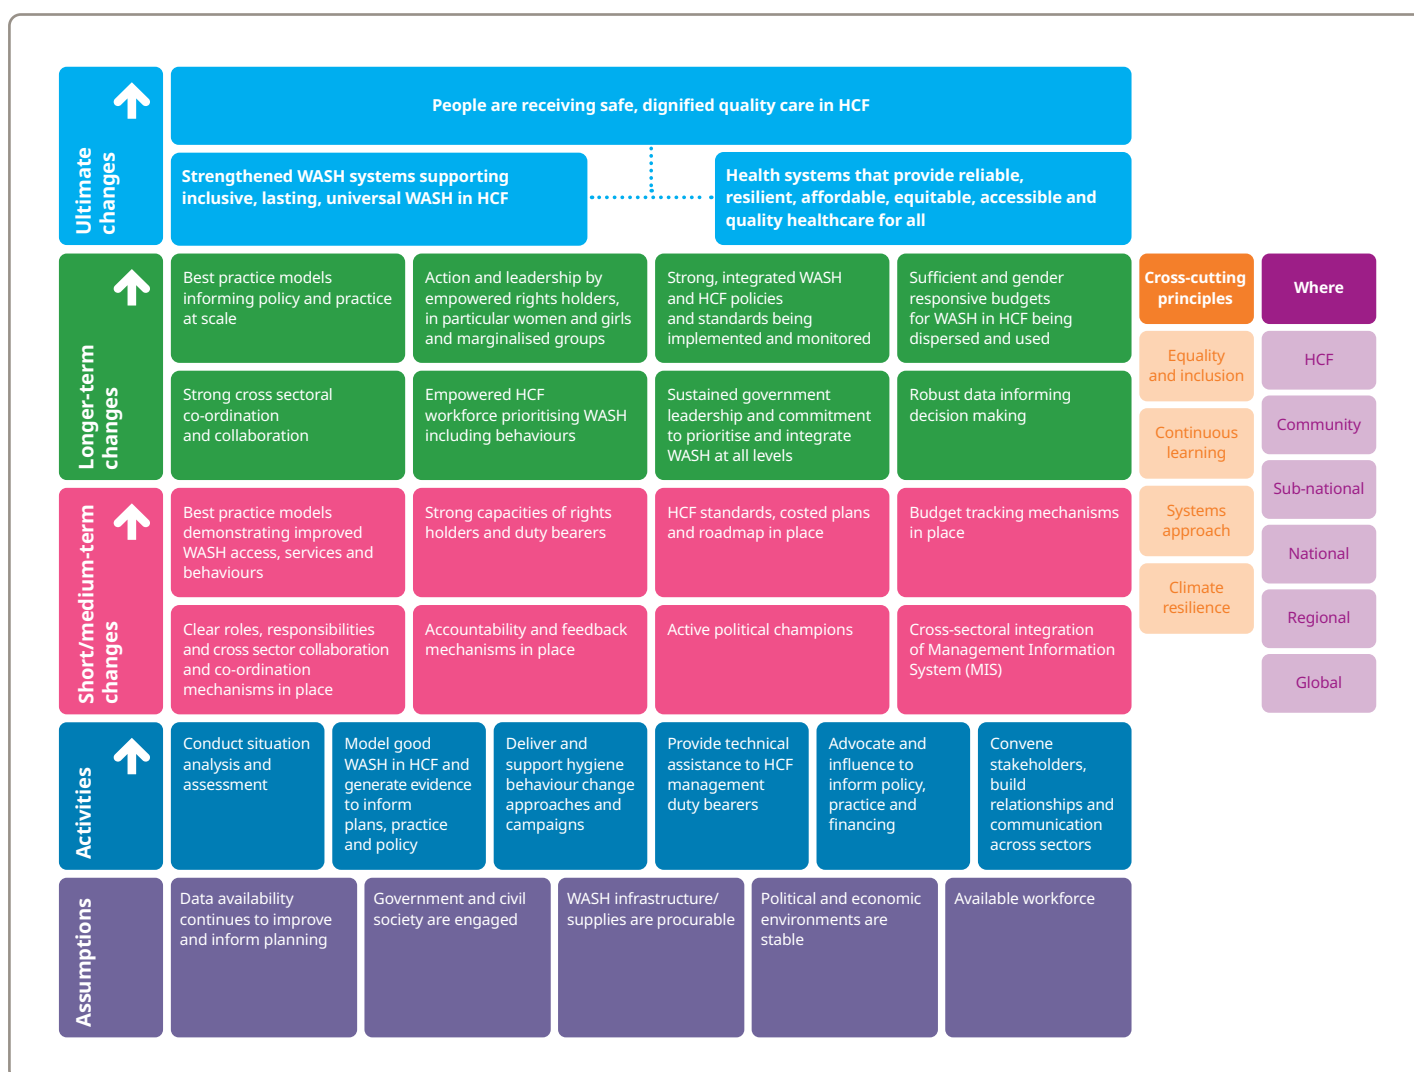 Ultimate
changes
People are receiving safe, dignified quality care in HCF
Strengthened WASH systems supporting
inclusive, lasting, universal WASH in HCF
Health systems that provide reliable,
resilient, affordable, equitable, accessible and
quality healthcare for all
Longer-term
changes
Best practice models
informing policy and practice
at scale
Action and leadership by
empowered rights holders,
in particular women and girls
and marginalised groups
Strong, integrated WASH
and HCF policies
and standards being
implemented and monitored
Sufficient and gender
responsive budgets
for WASH in HCF being
dispersed and used
Strong cross sectoral
co-ordination
and collaboration
Empowered HCF
workforce prioritising WASH
including behaviours
Sustained government
leadership and commitment
to prioritise and integrate
WASH at all levels
Robust data informing
decision making
Short/medium-term
changes
Best practice models
demonstrating improved
WASH access, services and
behaviours
Strong capacities of rights
holders and duty bearers
HCF standards, costed plans
and roadmap in place
Budget tracking mechanisms
in place
Clear roles, responsibilities
and cross sector collaboration
and co-ordination
mechanisms in place
Accountability and feedback
mechanisms in place
Active political champions
Cross-sectoral integration
of Management Information
System (MIS)
Activities
Conduct situation
analysis and
assessment
Model good
WASH in HCF and
generate evidence
to inform
plans, practice
and policy
Deliver and
support hygiene
behaviour change
approaches and
campaigns
Provide technical
assistance to HCF
management
duty bearers
Advocate and
influence to
inform policy,
practice and
financing
Convene
stakeholders,
build
relationships and
communication
across sectors
Assumptions
Data availability
continues to improve
and inform planning
Government and civil
society are engaged
WASH infrastructure/
supplies are procurable
Political and economic
environments are
stable
Available workforce
Cross-cutting
principles
Equality
and inclusion
Continuous
learning
Systems
approach
Climate
resilience
Where
HCF
Community
Sub-national
National
Regional
Global